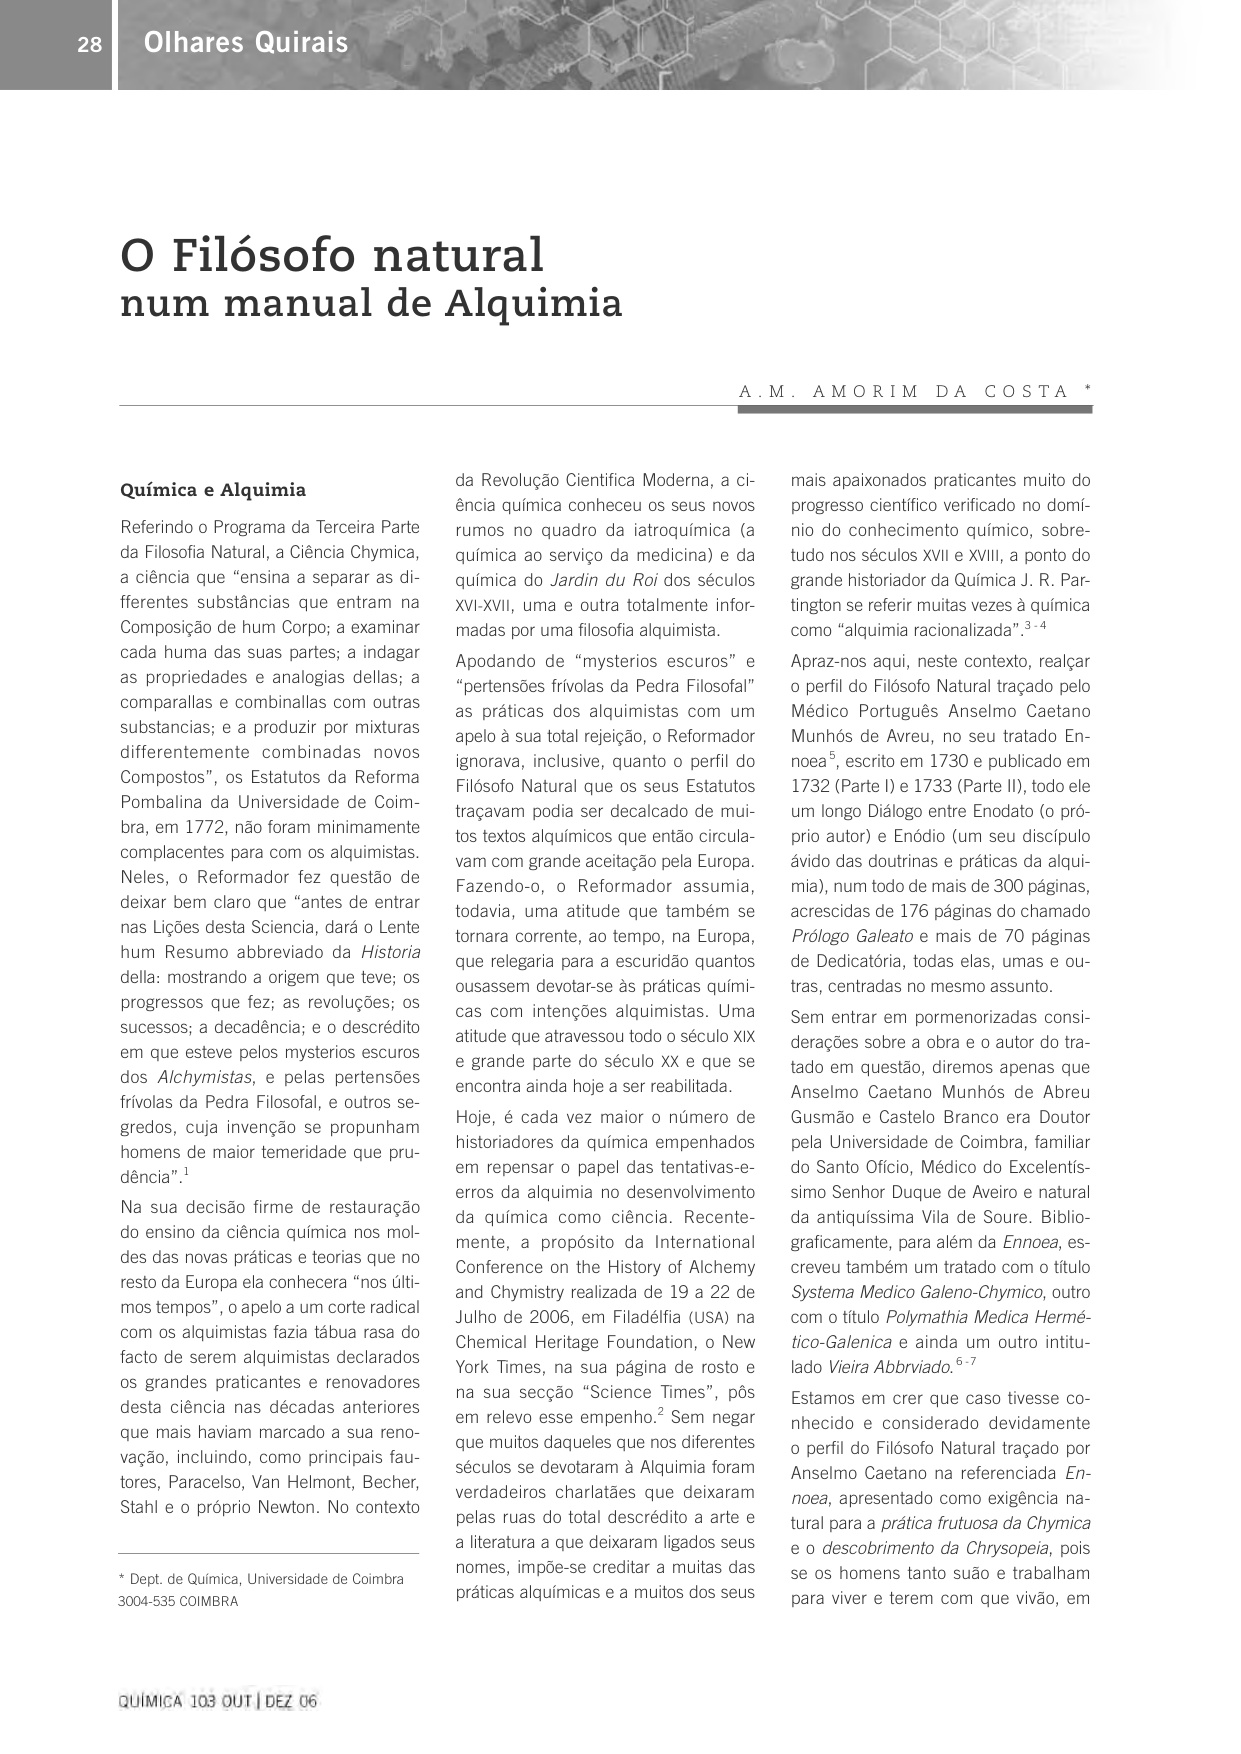 28
Olhares Quirais
O Filósofo natural
num manual de Alquimia
A.M. AMORIM DA COSTA *
Química e Alquimia
Referindo o Programa da Terceira Parte
da Filosofia Natural, a Ciência Chymica,
a ciência que “ensina a separar as di-
fferentes substâncias que entram na
Composição de hum Corpo; a examinar
cada huma das suas partes; a indagar
as propriedades e analogias dellas; a
comparallas e combinallas com outras
substancias; e a produzir por mixturas
differentemente combinadas novos
Compostos”, os Estatutos da Reforma
Pombalina da Universidade de Coim-
bra, em 1772, não foram minimamente
complacentes para com os alquimistas.
Neles, o Reformador fez questão de
deixar bem claro que “antes de entrar
nas Lições desta Sciencia, dará o Lente
hum Resumo abbreviado da Historia
della: mostrando a origem que teve; os
progressos que fez; as revoluções; os
sucessos; a decadência; e o descrédito
em que esteve pelos mysterios escuros
dos Alchymistas, e pelas pertensões
frívolas da Pedra Filosofal, e outros se-
gredos, cuja invenção se propunham
homens de maior temeridade que pru-
dência”.1
Na sua decisão firme de restauração
do ensino da ciência química nos mol-
des das novas práticas e teorias que no
resto da Europa ela conhecera “nos últi-
mos tempos”, o apelo a um corte radical
com os alquimistas fazia tábua rasa do
facto de serem alquimistas declarados
os grandes praticantes e renovadores
desta ciência nas décadas anteriores
que mais haviam marcado a sua reno-
vação, incluindo, como principais fau-
tores, Paracelso, Van Helmont, Becher,
Stahl e o próprio Newton. No contexto
* Dept. de Química, Universidade de Coimbra
3004-535 COIMBRA
da Revolução Cientifica Moderna, a ci-
ência química conheceu os seus novos
rumos no quadro da iatroquímica (a
química ao serviço da medicina) e da
química do Jardin du Roi dos séculos
XVI-XVII, uma e outra totalmente infor-
madas por uma filosofia alquimista.
Apodando de “mysterios escuros” e
“pertensões frívolas da Pedra Filosofal”
as práticas dos alquimistas com um
apelo à sua total rejeição, o Reformador
ignorava, inclusive, quanto o perfil do
Filósofo Natural que os seus Estatutos
traçavam podia ser decalcado de mui-
tos textos alquímicos que então circula-
vam com grande aceitação pela Europa.
Fazendo-o, o Reformador assumia,
todavia, uma atitude que também se
tornara corrente, ao tempo, na Europa,
que relegaria para a escuridão quantos
ousassem devotar-se às práticas quími-
cas com intenções alquimistas. Uma
atitude que atravessou todo o século XIX
e grande parte do século XX e que se
encontra ainda hoje a ser reabilitada.
Hoje, é cada vez maior o número de
historiadores da química empenhados
em repensar o papel das tentativas-e-
erros da alquimia no desenvolvimento
da química como ciência. Recente-
mente, a propósito da International
Conference on the History of Alchemy
and Chymistry realizada de 19 a 22 de
Julho de 2006, em Filadélfia (USA) na
Chemical Heritage Foundation, o New
York Times, na sua página de rosto e
na sua secção “Science Times”, pôs
em relevo esse empenho.2 Sem negar
que muitos daqueles que nos diferentes
séculos se devotaram à Alquimia foram
verdadeiros charlatães que deixaram
pelas ruas do total descrédito a arte e
a literatura a que deixaram ligados seus
nomes, impõe-se creditar a muitas das
práticas alquímicas e a muitos dos seus
mais apaixonados praticantes muito do
progresso científico verificado no domí-
nio do conhecimento químico, sobre-
tudo nos séculos XVII e XVIII, a ponto do
grande historiador da Química J. R. Par-
tington se referir muitas vezes à química
como “alquimia racionalizada”.3-4
Apraz-nos aqui, neste contexto, realçar
o perfil do Filósofo Natural traçado pelo
Médico Português Anselmo Caetano
Munhós de Avreu, no seu tratado En-
noea5, escrito em 1730 e publicado em
1732 (Parte I) e 1733 (Parte II), todo ele
um longo Diálogo entre Enodato (o pró-
prio autor) e Enódio (um seu discípulo
ávido das doutrinas e práticas da alqui-
mia), num todo de mais de 300 páginas,
acrescidas de 176 páginas do chamado
Prólogo Galeato e mais de 70 páginas
de Dedicatória, todas elas, umas e ou-
tras, centradas no mesmo assunto.
Sem entrar em pormenorizadas consi-
derações sobre a obra e o autor do tra-
tado em questão, diremos apenas que
Anselmo Caetano Munhós de Abreu
Gusmão e Castelo Branco era Doutor
pela Universidade de Coimbra, familiar
do Santo Ofício, Médico do Excelentís-
simo Senhor Duque de Aveiro e natural
da antiquíssima Vila de Soure. Biblio-
graficamente, para além da Ennoea, es-
creveu também um tratado com o título
Systema Medico Galeno-Chymico, outro
com o título Polymathia Medica Hermé-
tico-Galenica e ainda um outro intitu-
lado Vieira Abbrviado.6-7
Estamos em crer que caso tivesse co-
nhecido e considerado devidamente
o perfil do Filósofo Natural traçado por
Anselmo Caetano na referenciada En-
noea, apresentado como exigência na-
tural para a prática frutuosa da Chymica
e o descobrimento da Chrysopeia, pois
se os homens tanto suão e trabalham
para viver e terem com que vivão, em
QUÍMICA 103 OUT | DEZ 06